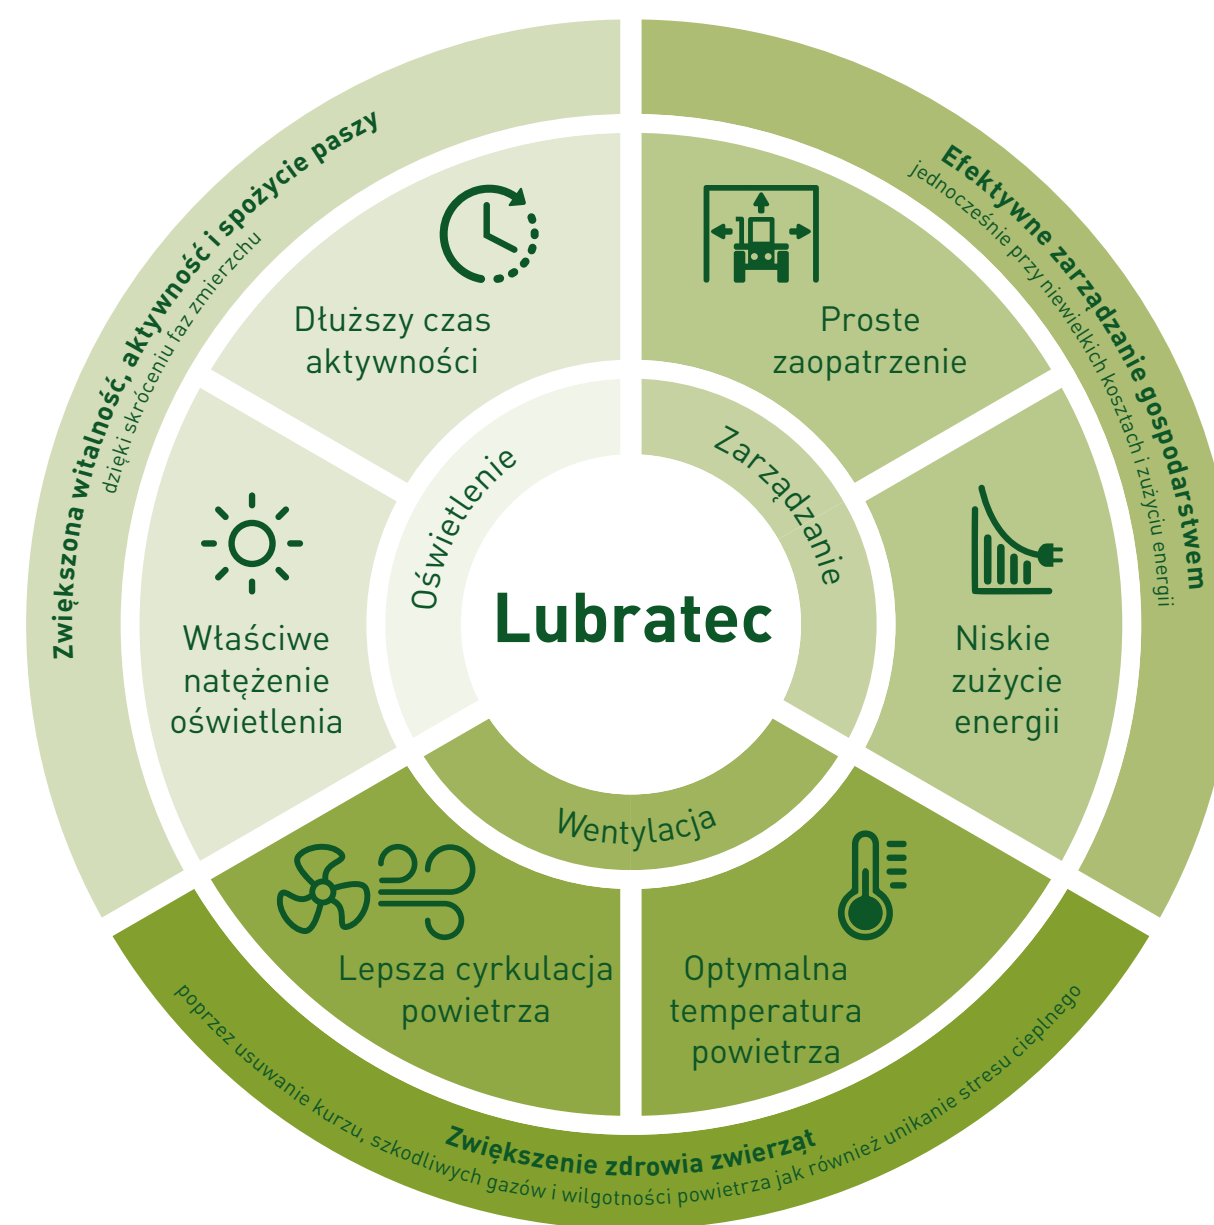 Zwiększona witalność, aktywność i spożycie paszy
dzięki skróceniu faz zmierzchu
Efektywne zarządzanie gospodarstwem
jednocześnie przy niewielkich kosztach i zużyciu energii
Dłuższy czas
aktywności
Proste
zaopatrzenie
Oświetlenie
Zarządzanie
Lubratec
Właściwe
natężenie
oświetlenia
Niskie
zużycie
energii
Wentylacja
Lepsza cyrkulacja
powietrza
Optymalna
temperatura
powietrza
Zwiększenie zdrowia zwierząt
poprzez usuwanie kurzu, szkodliwych gazów i wilgotności powietrza jak również unikanie stresu cieplnego